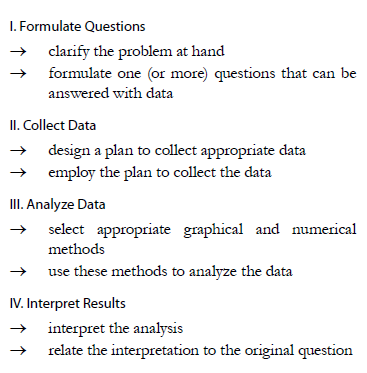 I. Formulate Questions
→ clarify the problem at hand
→ formulate one (or more) questions that can be
answered with data
II. Collect Data
→ design a plan to collect appropriate data
→ employ the plan to collect the data
III. Analyze Data
→ select appropriate graphical and numerical
methods
→ use these methods to analyze the data
IV. Interpret Results
→ interpret the analysis
→ relate the interpretation to the original question